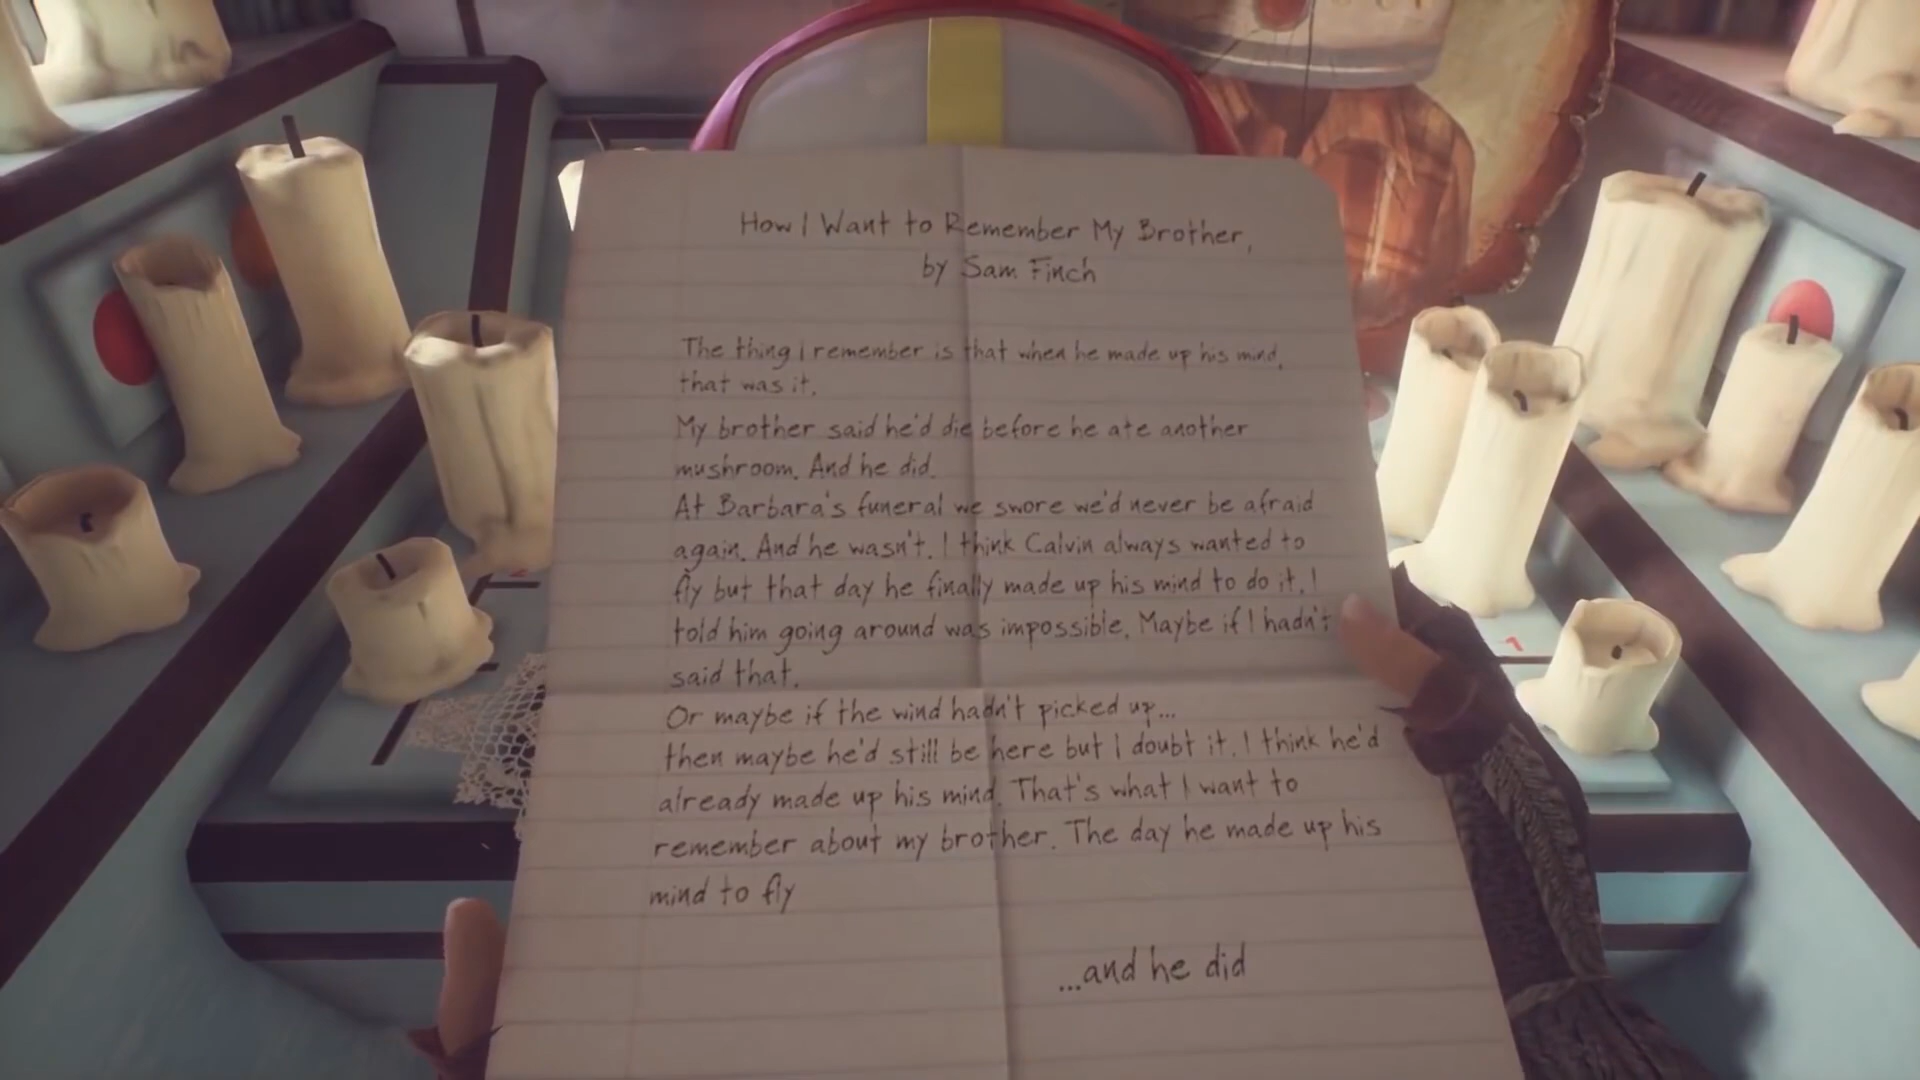 How I Want to Remember My Brother,
by Sam Finch
The thing I remember is that when he made up his mind,
that was it.
My brother said he'd die before he ate another
mushroom. And he did.
At Barbara's funeral we swore we'd never be afraid
again. And he wasn't. I think Calvin always wanted to
fly but that day he finally made up his mind to do it. I
told him going around was impossible. Maybe if I hadn't
said that.
Or maybe if the wind hadn't picked up...
then maybe he'd still be here but I doubt it. I think he'd
already made up his mind. That's what I want to
remember about my brother. The day he made up his
mind to fly
...and he did